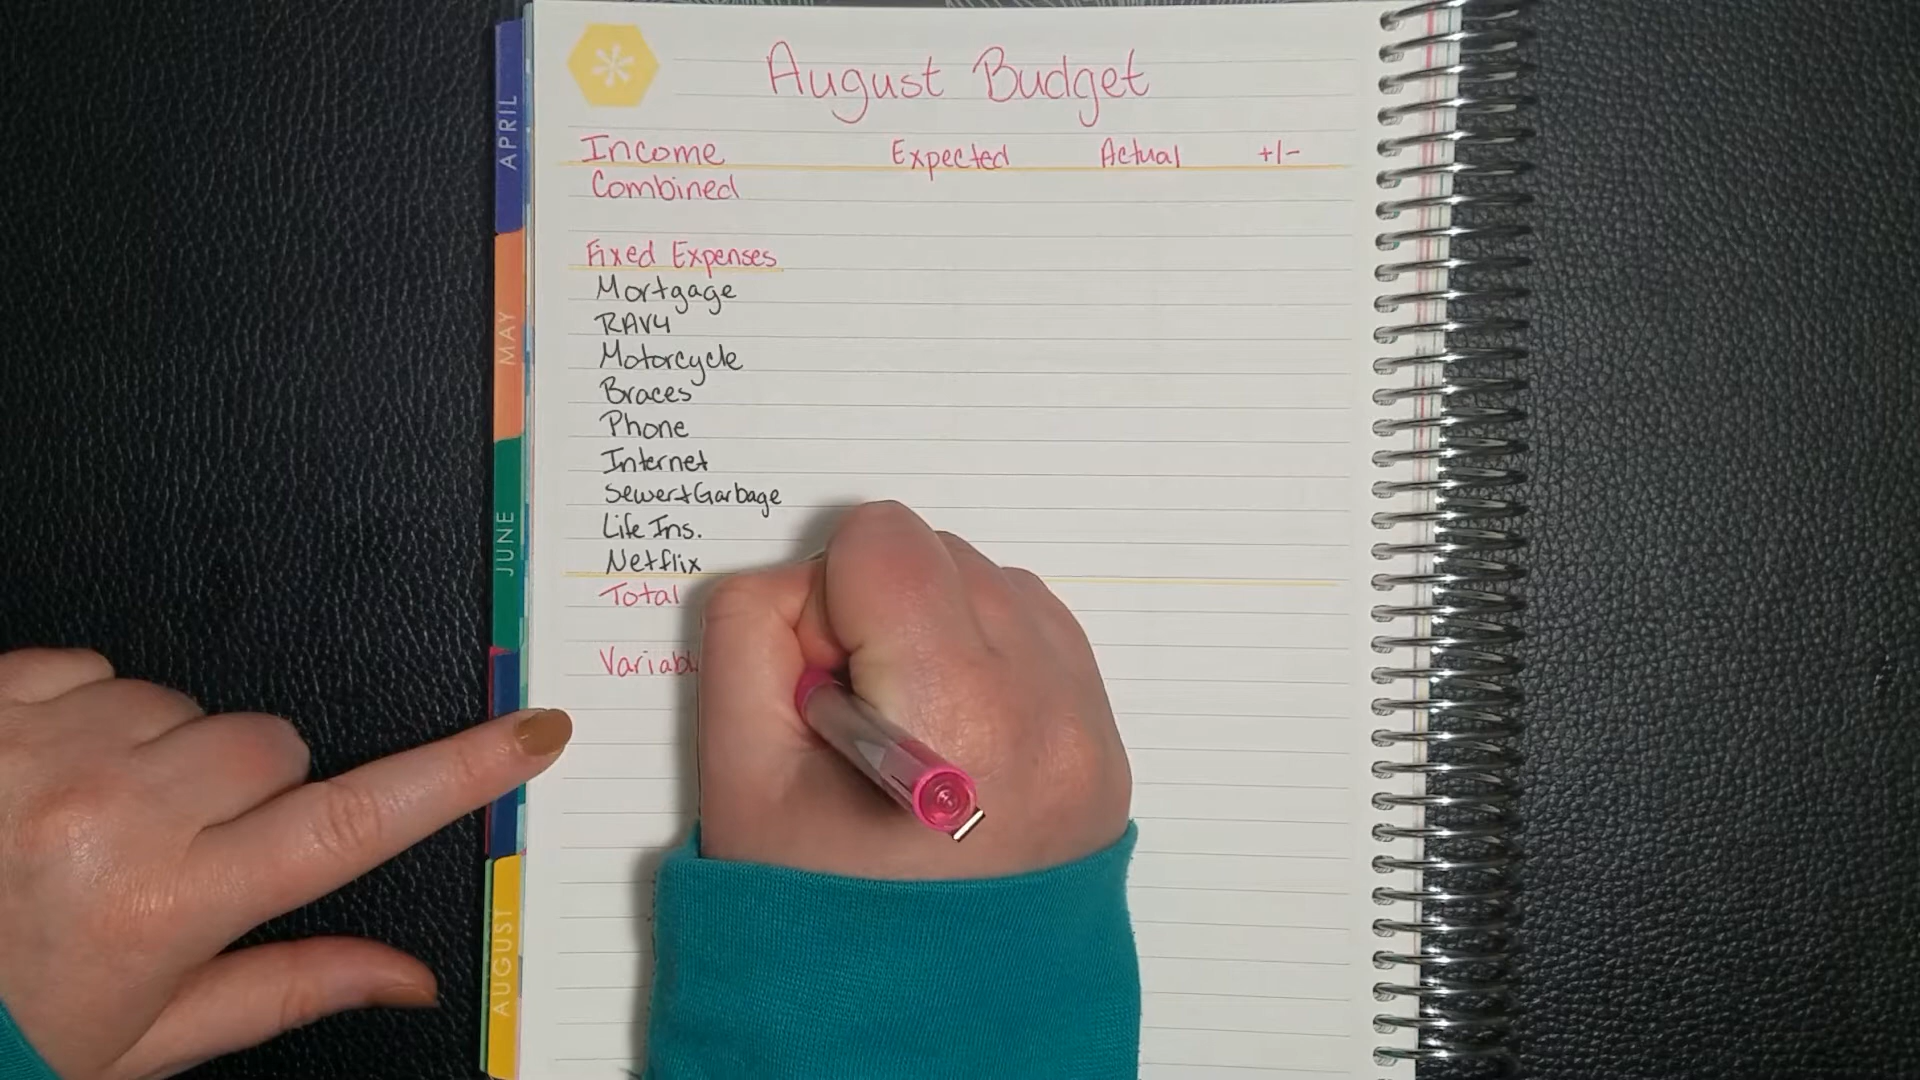 August Budget
Income Expected Actual +/-
Combined
Fixed Expenses
Mortgage
RAV4
Motorcycle
Braces
Phone
Internet
Sewer+Garbage
Life Ins.
Netflix
Total
APRIL
MAY
JUNE
AUGUST